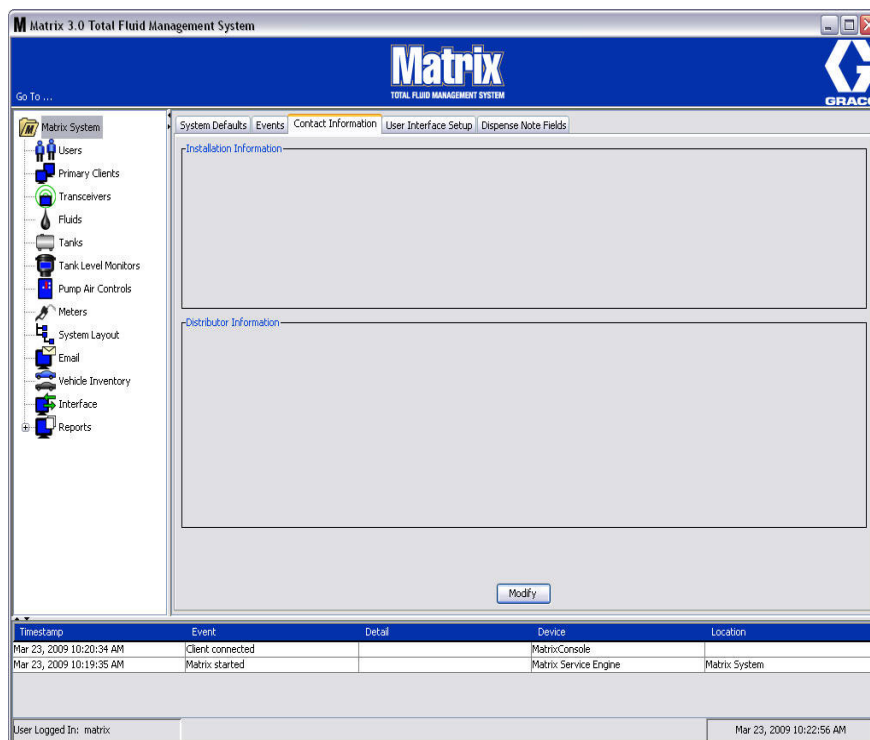 Matrix 3.0 Total Fluid Management System
Matrix
TOTAL FLUID MANAGEMENT SYSTEM
GRACO
Go To ...
Matrix System
Users
Primary Clients
Transceivers
Fluids
Tanks
Tank Level Monitors
Pump Air Controls
Meters
System Layout
Email
Vehicle Inventory
Interface
Reports
System Defaults Events Contact Information User Interface Setup Dispense Note Fields
Installation Information
Distributor Information
Modify
Timestamp Event Detail Device Location
Mar 23, 2009 10:20:34 AM Client connected MatrixConsole
Mar 23, 2009 10:19:35 AM Matrix started Matrix Service Engine Matrix System
User Logged In: matrix Mar 23, 2009 10:22:56 AM